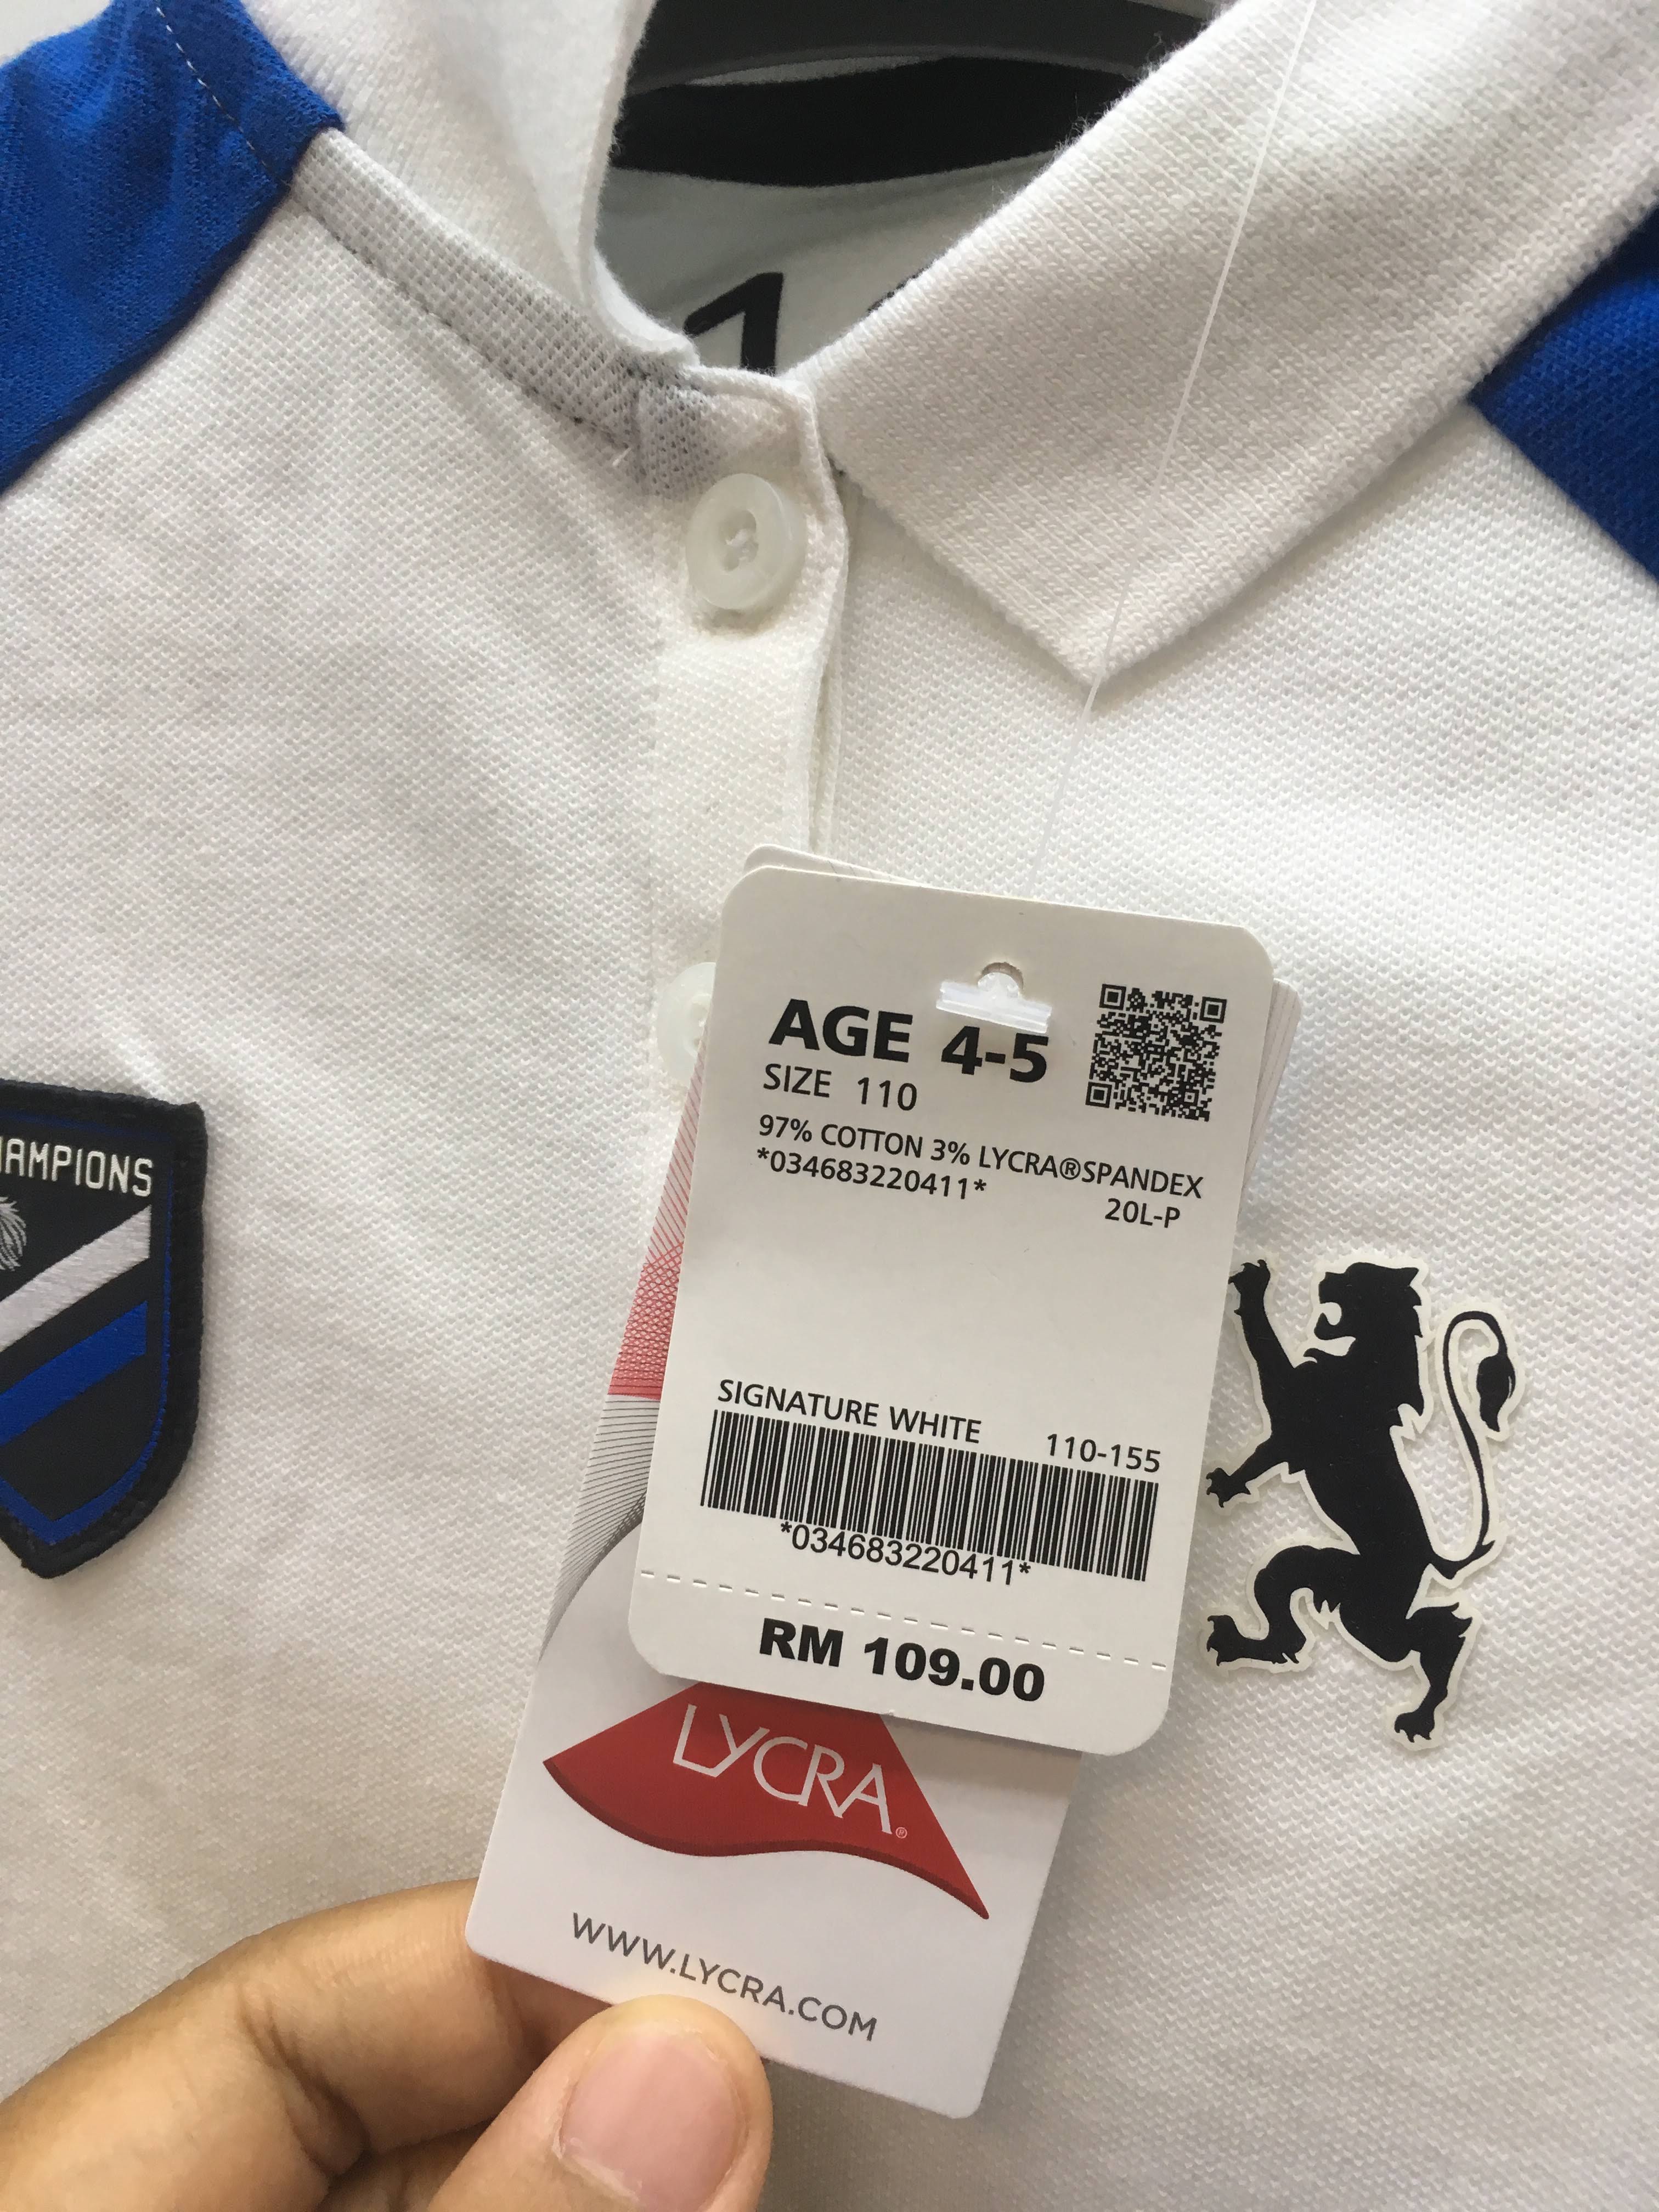 1
AGE 4-5
SIZE 110
97% COTTON 3% LYCRA®SPANDEX
*034683220411*
20L-P
SIGNATURE WHITE 110-155
*034683220411*
RM 109.00
LYCRA®
WWW.LYCRA.COM